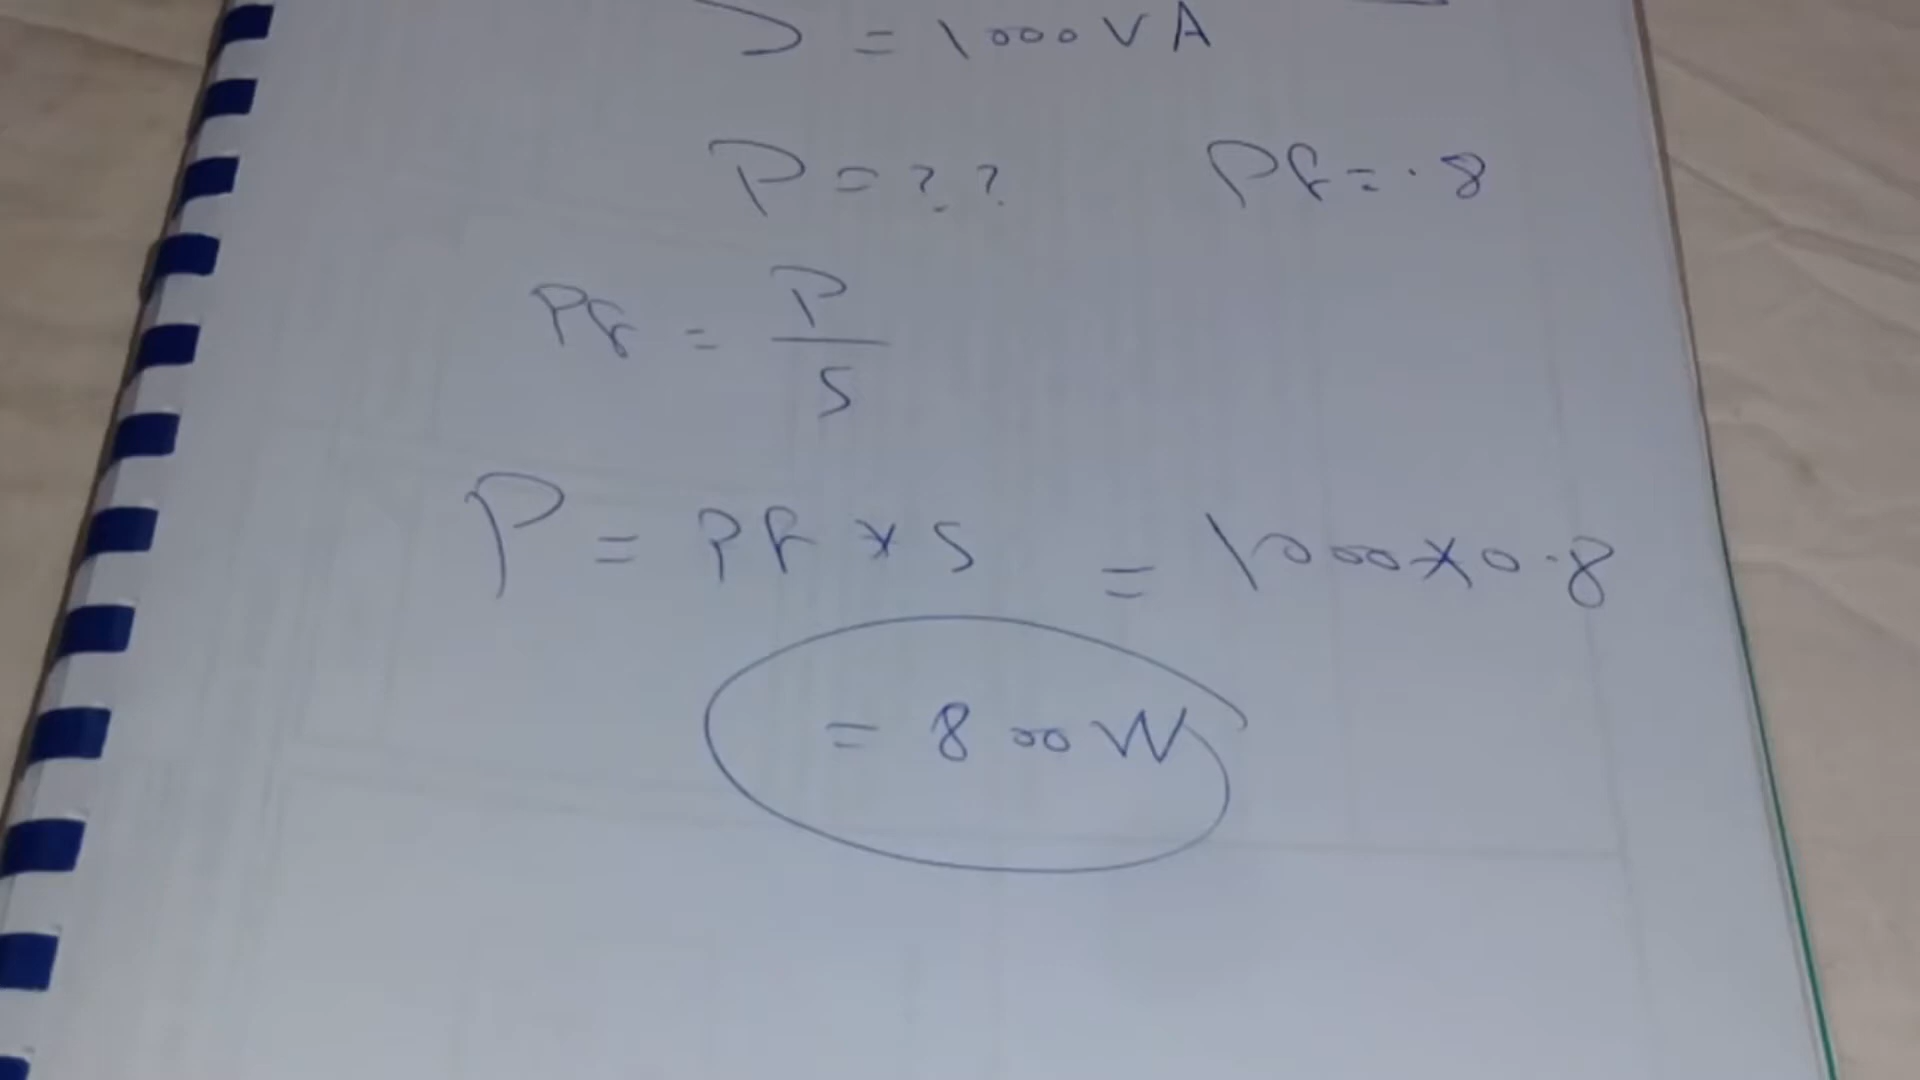 S = 1000 VA
P = ? ? Pf = .8
Pf = P / S
P = Pf * S = 1000 × 0.8
= 800 W